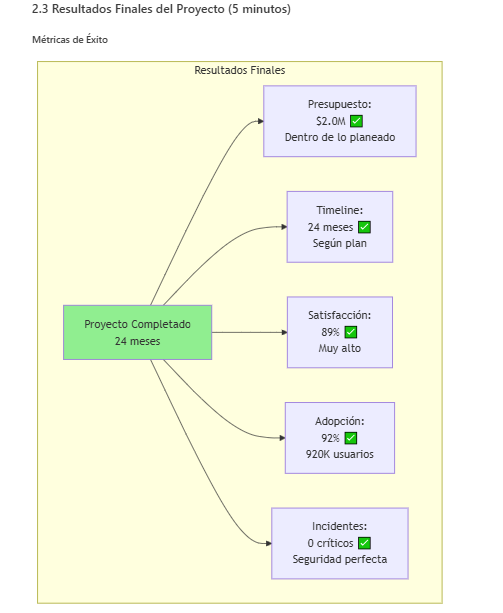 2.3 Resultados Finales del Proyecto (5 minutos)
Métricas de Éxito
Resultados Finales
Presupuesto:
$2.0M ✅
Dentro de lo planeado
Timeline:
24 meses ✅
Según plan
Proyecto Completado
24 meses
Satisfacción:
89% ✅
Muy alto
Adopción:
92% ✅
920K usuarios
Incidentes:
0 críticos ✅
Seguridad perfecta